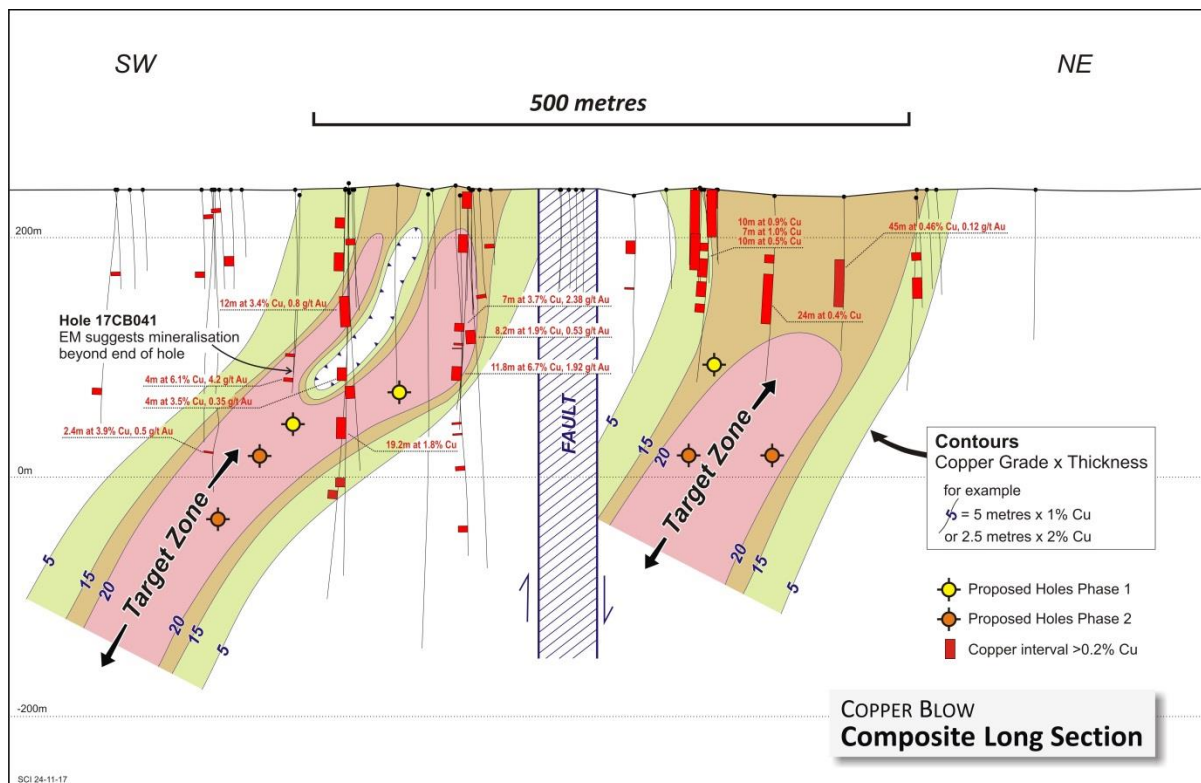 SW
NE
500 metres
200m
10m at 0.9% Cu
7m at 1.0% Cu
10m at 0.5% Cu
45m at 0.46% Cu, 0.12 g/t Au
12m at 3.4% Cu, 0.8 g/t Au
7m at 3.7% Cu, 2.38 g/t Au
24m at 0.4% Cu
Hole 17CB041
EM suggests mineralisation
beyond end of hole
8.2m at 1.9% Cu, 0.53 g/t Au
4m at 6.1% Cu, 4.2 g/t Au
11.8m at 6.7% Cu, 1.92 g/t Au
4m at 3.5% Cu, 0.35 g/t Au
2.4m at 3.9% Cu, 0.5 g/t Au
19.2m at 1.8% Cu
FAULT
5
15
20
Target Zone
Contours
Copper Grade x Thickness
for example
5 = 5 metres x 1% Cu
or 2.5 metres x 2% Cu
0m
Target Zone
5
15
20
20
15
5
20
15
5
Proposed Holes Phase 1
Proposed Holes Phase 2
Copper interval >0.2% Cu
-200m
COPPER BLOW
Composite Long Section
SCI 24-11-17